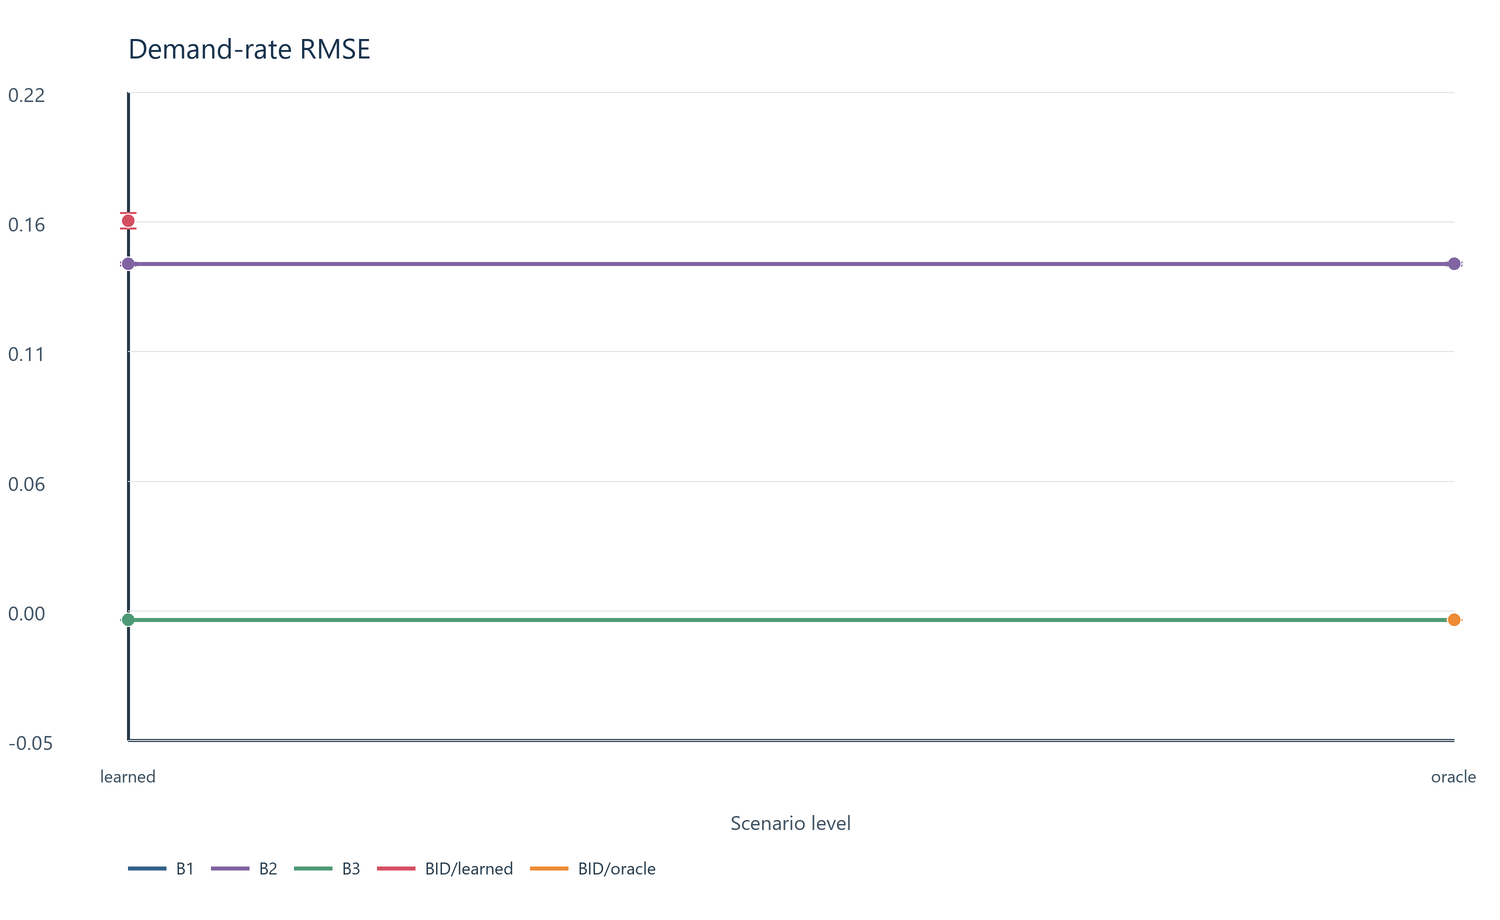 Demand-rate RMSE
0.22
0.16
0.11
0.06
0.00
-0.05
learned oracle
Scenario level
B1 B2 B3 BID/learned BID/oracle